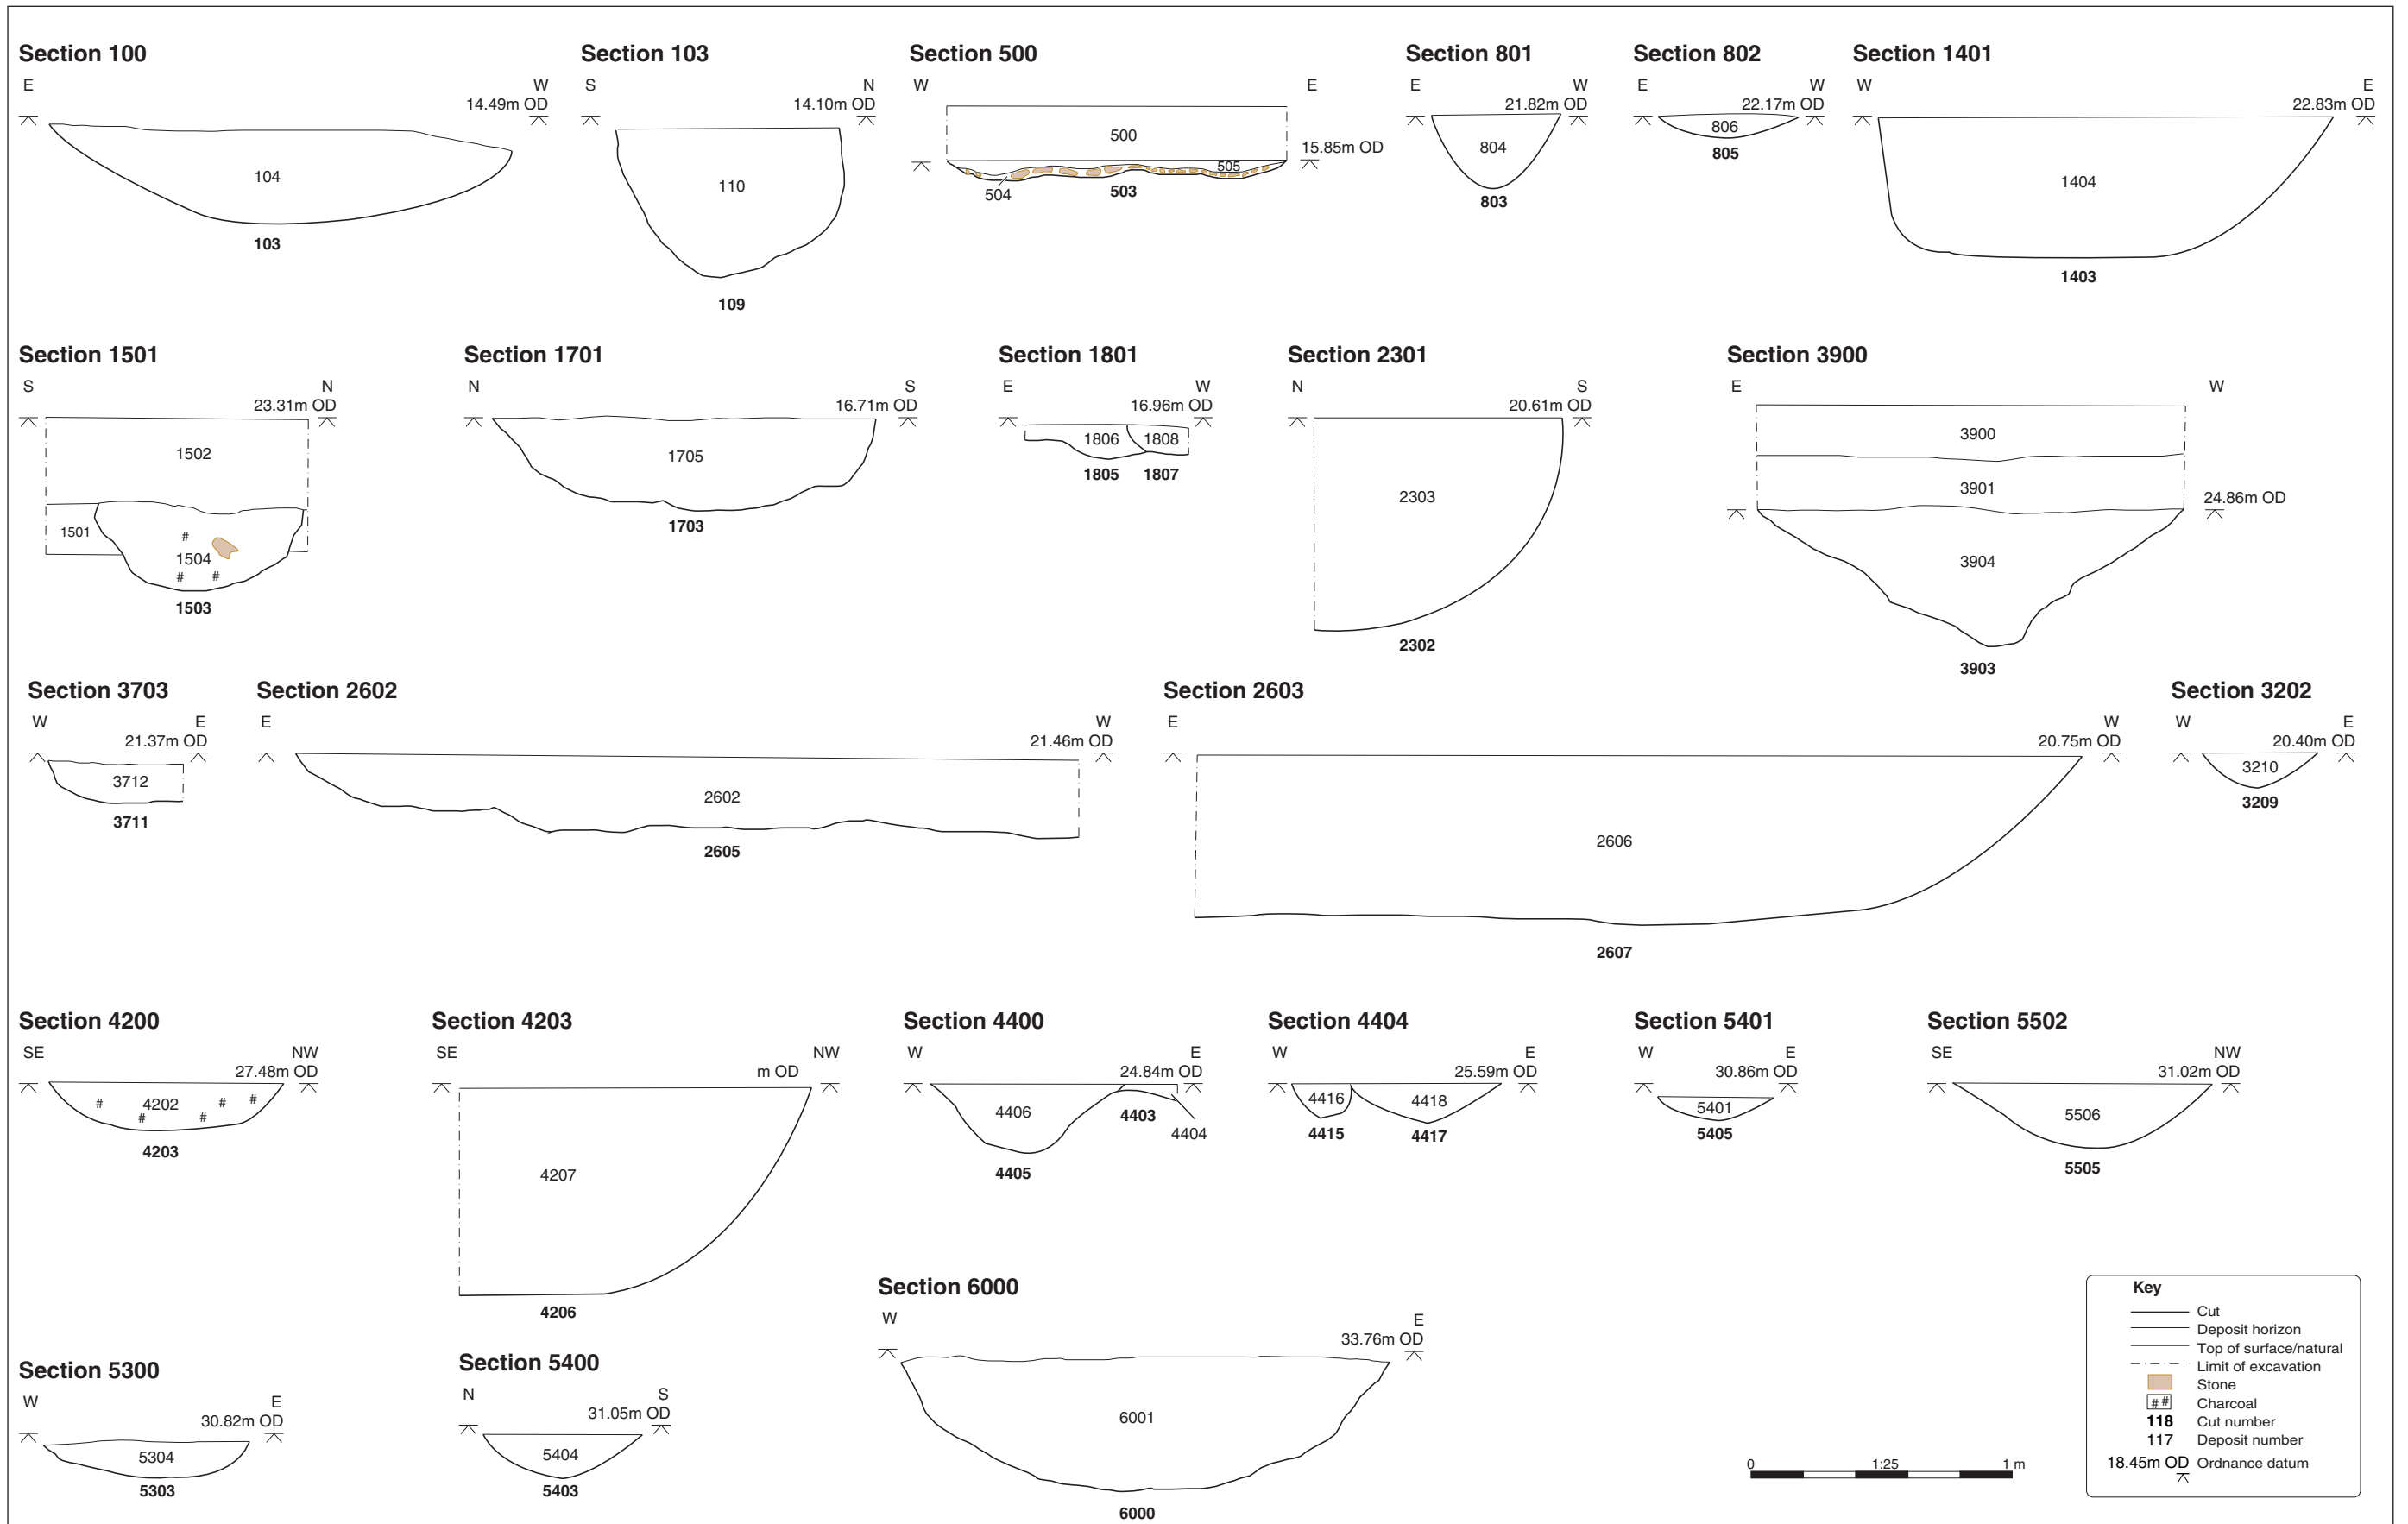 Section 100
E W
14.49m OD
104
103
Section 103
S N
14.10m OD
110
109
Section 500
W E
500
15.85m OD
505
504
503
Section 801
E W
21.82m OD
804
803
Section 802
E W
22.17m OD
806
805
Section 1401
W E
22.83m OD
1404
1403
Section 1501
S N
23.31m OD
1502
1501
#
1504
# #
1503
Section 1701
N S
16.71m OD
1705
1703
Section 1801
E W
16.96m OD
1806 1808
1805 1807
Section 2301
N S
20.61m OD
2303
2302
Section 3900
E W
3900
3901
24.86m OD
3904
3903
Section 3703
W E
21.37m OD
3712
3711
Section 2602
E W
21.46m OD
2602
2605
Section 2603
E W
20.75m OD
2606
2607
Section 3202
W E
20.40m OD
3210
3209
Section 4200
SE NW
27.48m OD
# 4202 # #
# #
4203
Section 4203
SE NW
m OD
4207
4206
Section 4400
W E
24.84m OD
4406
4403
4404
4405
Section 4404
W E
25.59m OD
4416 4418
4415 4417
Section 5401
W E
30.86m OD
5401
5405
Section 5502
SE NW
31.02m OD
5506
5505
Section 5300
W E
30.82m OD
5304
5303
Section 5400
N S
31.05m OD
5404
5403
Section 6000
W E
33.76m OD
6001
6000
0 1:25 1 m
Key
Cut
Deposit horizon
Top of surface/natural
Limit of excavation
Stone
# # Charcoal
118 Cut number
117 Deposit number
18.45m OD Ordnance datum